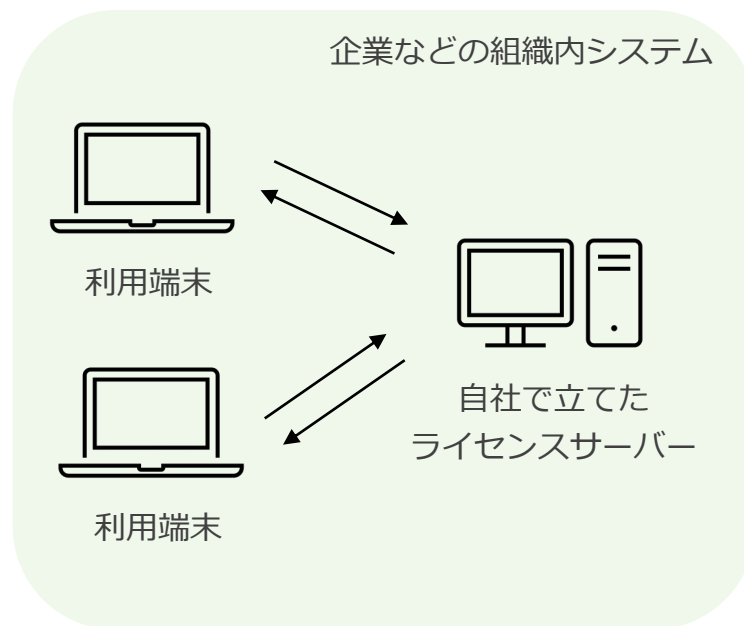 企業などの組織内システム
利用端末
自社で立てた
ライセンスサーバー
利用端末